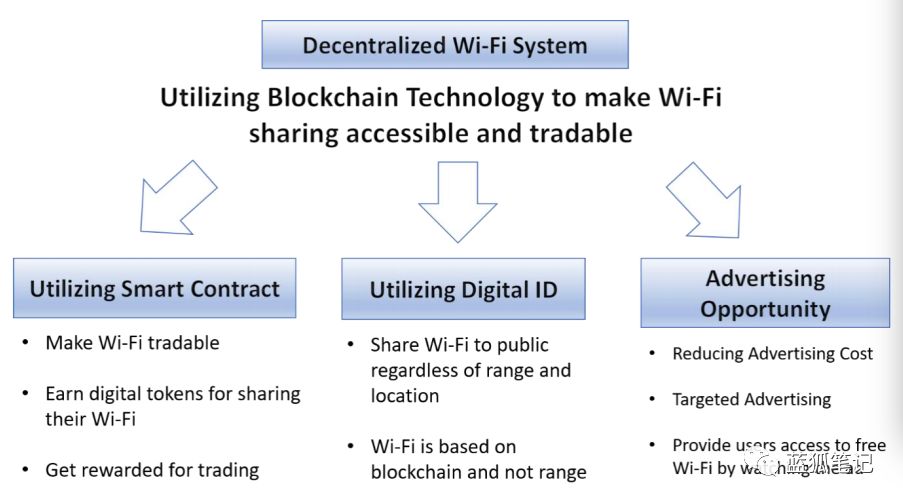 Decentralized Wi-Fi System
Utilizing Blockchain Technology to make Wi-Fi
sharing accessible and tradable
Utilizing Smart Contract
• Make Wi-Fi tradable
• Earn digital tokens for sharing
their Wi-Fi
• Get rewarded for trading
Utilizing Digital ID
• Share Wi-Fi to public
regardless of range and
location
• Wi-Fi is based on
blockchain and not range
Advertising
Opportunity
• Reducing Advertising Cost
• Targeted Advertising
• Provide users access to free
Wi-Fi by watching
蓝狐笔记